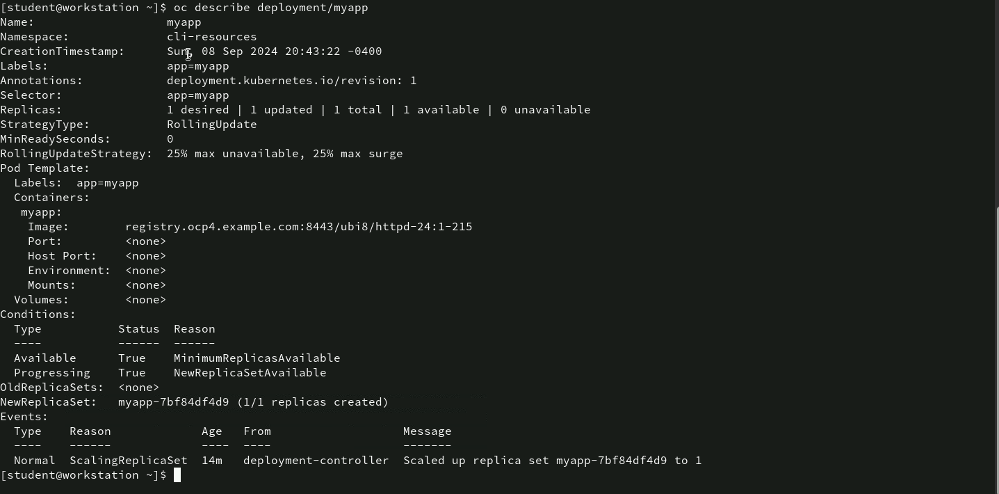 [student@workstation ~]$ oc describe deployment/myapp
Name:                   myapp
Namespace:              cli-resources
CreationTimestamp:      Sun, 08 Sep 2024 20:43:22 -0400
Labels:                 app=myapp
Annotations:            deployment.kubernetes.io/revision: 1
Selector:               app=myapp
Replicas:               1 desired | 1 updated | 1 total | 1 available | 0 unavailable
StrategyType:           RollingUpdate
MinReadySeconds:        0
RollingUpdateStrategy:  25% max unavailable, 25% max surge
Pod Template:
  Labels:  app=myapp
  Containers:
   myapp:
    Image:        registry.ocp4.example.com:8443/ubi8/httpd-24:1-215
    Port:         <none>
    Host Port:    <none>
    Environment:  <none>
    Mounts:       <none>
  Volumes:        <none>
Conditions:
  Type           Status  Reason
  ----           ------  ------
  Available      True    MinimumReplicasAvailable
  Progressing    True    NewReplicaSetAvailable
OldReplicaSets:  <none>
NewReplicaSet:   myapp-7bf84df4d9 (1/1 replicas created)
Events:
  Type    Reason             Age   From                   Message
  ----    ------             ----  ----                   -------
  Normal  ScalingReplicaSet  14m   deployment-controller  Scaled up replica set myapp-7bf84df4d9 to 1
[student@workstation ~]$